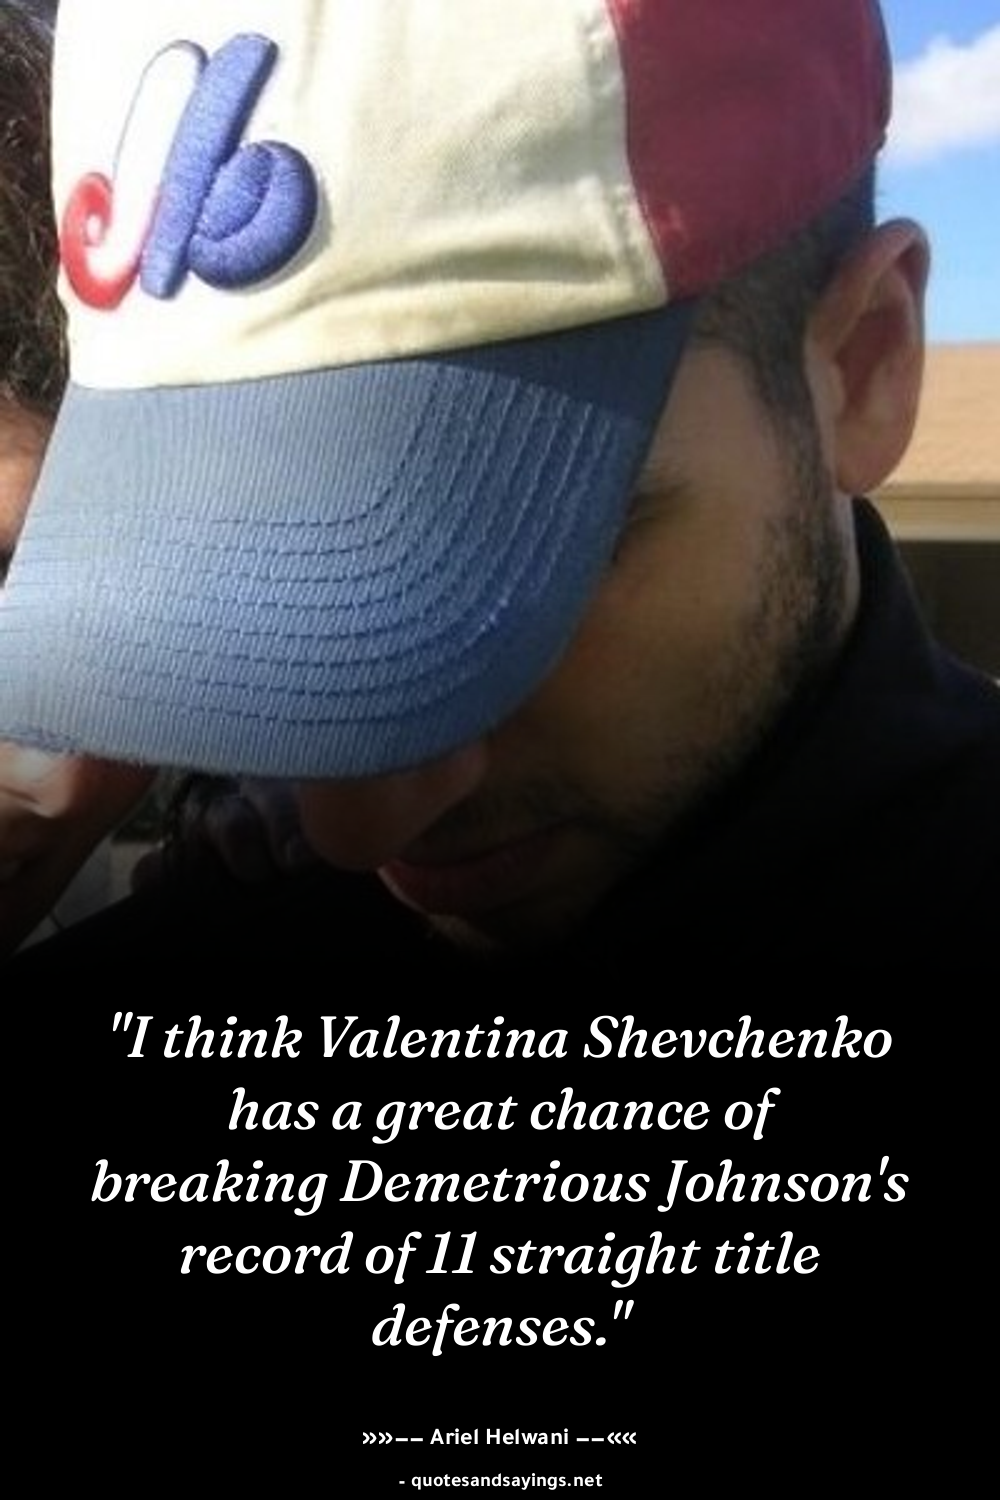 "I think Valentina Shevchenko
has a great chance of
breaking Demetrious Johnson's
record of 11 straight title
defenses."
»»—— Ariel Helwani ——««
- quotesandsayings.net